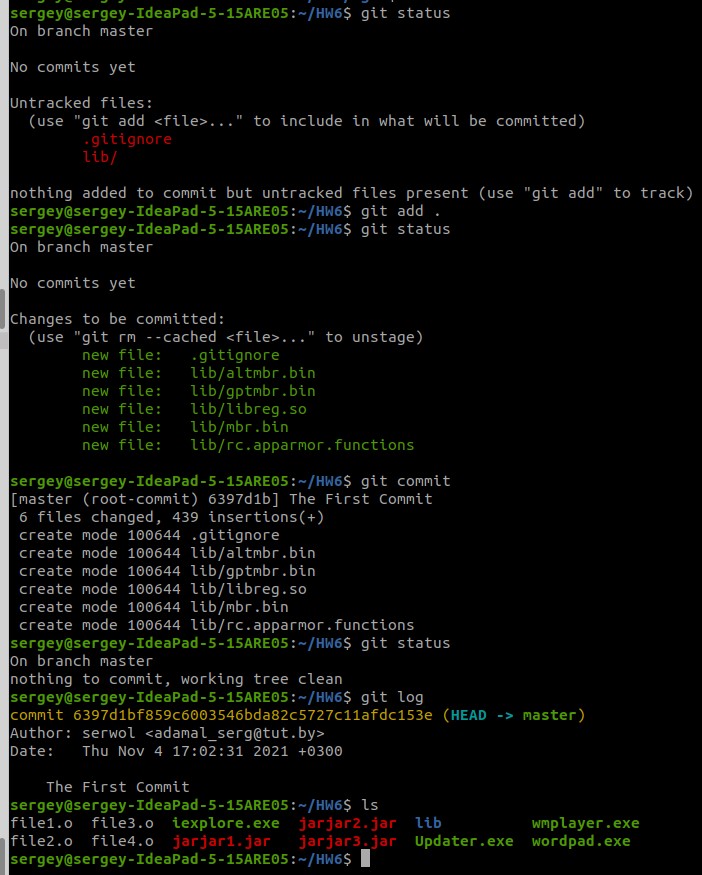 sergey@sergey-IdeaPad-5-15ARE05:~/HW6$ git status
On branch master
No commits yet
Untracked files:
(use "git add <file>..." to include in what will be committed)
.gitignore
lib/
nothing added to commit but untracked files present (use "git add" to track)
sergey@sergey-IdeaPad-5-15ARE05:~/HW6$ git add .
sergey@sergey-IdeaPad-5-15ARE05:~/HW6$ git status
On branch master
No commits yet
Changes to be committed:
(use "git rm --cached <file>..." to unstage)
new file:   .gitignore
new file:   lib/altmbr.bin
new file:   lib/gptmbr.bin
new file:   lib/libreg.so
new file:   lib/mbr.bin
new file:   lib/rc.apparmor.functions
sergey@sergey-IdeaPad-5-15ARE05:~/HW6$ git commit
[master (root-commit) 6397d1b] The First Commit
6 files changed, 439 insertions(+)
create mode 100644 .gitignore
create mode 100644 lib/altmbr.bin
create mode 100644 lib/gptmbr.bin
create mode 100644 lib/libreg.so
create mode 100644 lib/mbr.bin
create mode 100644 lib/rc.apparmor.functions
sergey@sergey-IdeaPad-5-15ARE05:~/HW6$ git status
On branch master
nothing to commit, working tree clean
sergey@sergey-IdeaPad-5-15ARE05:~/HW6$ git log
commit 6397d1bf859c6003546bda82c5727c11afdc153e (HEAD -> master)
Author: serwol <adamal_serg@tut.by>
Date:   Thu Nov 4 17:02:31 2021 +0300
The First Commit
sergey@sergey-IdeaPad-5-15ARE05:~/HW6$ ls
file1.o  file3.o  iexplore.exe  jarjar2.jar  lib          wmplayer.exe
file2.o  file4.o  jarjar1.jar   jarjar3.jar  Updater.exe  wordpad.exe
sergey@sergey-IdeaPad-5-15ARE05:~/HW6$